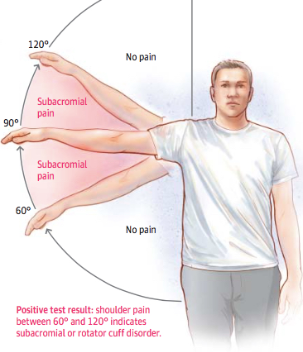 120°
No pain
Subacromial
pain
90°
Subacromial
pain
60°
No pain
Positive test result: shoulder pain
between 60° and 120° indicates
subacromial or rotator cuff disorder.